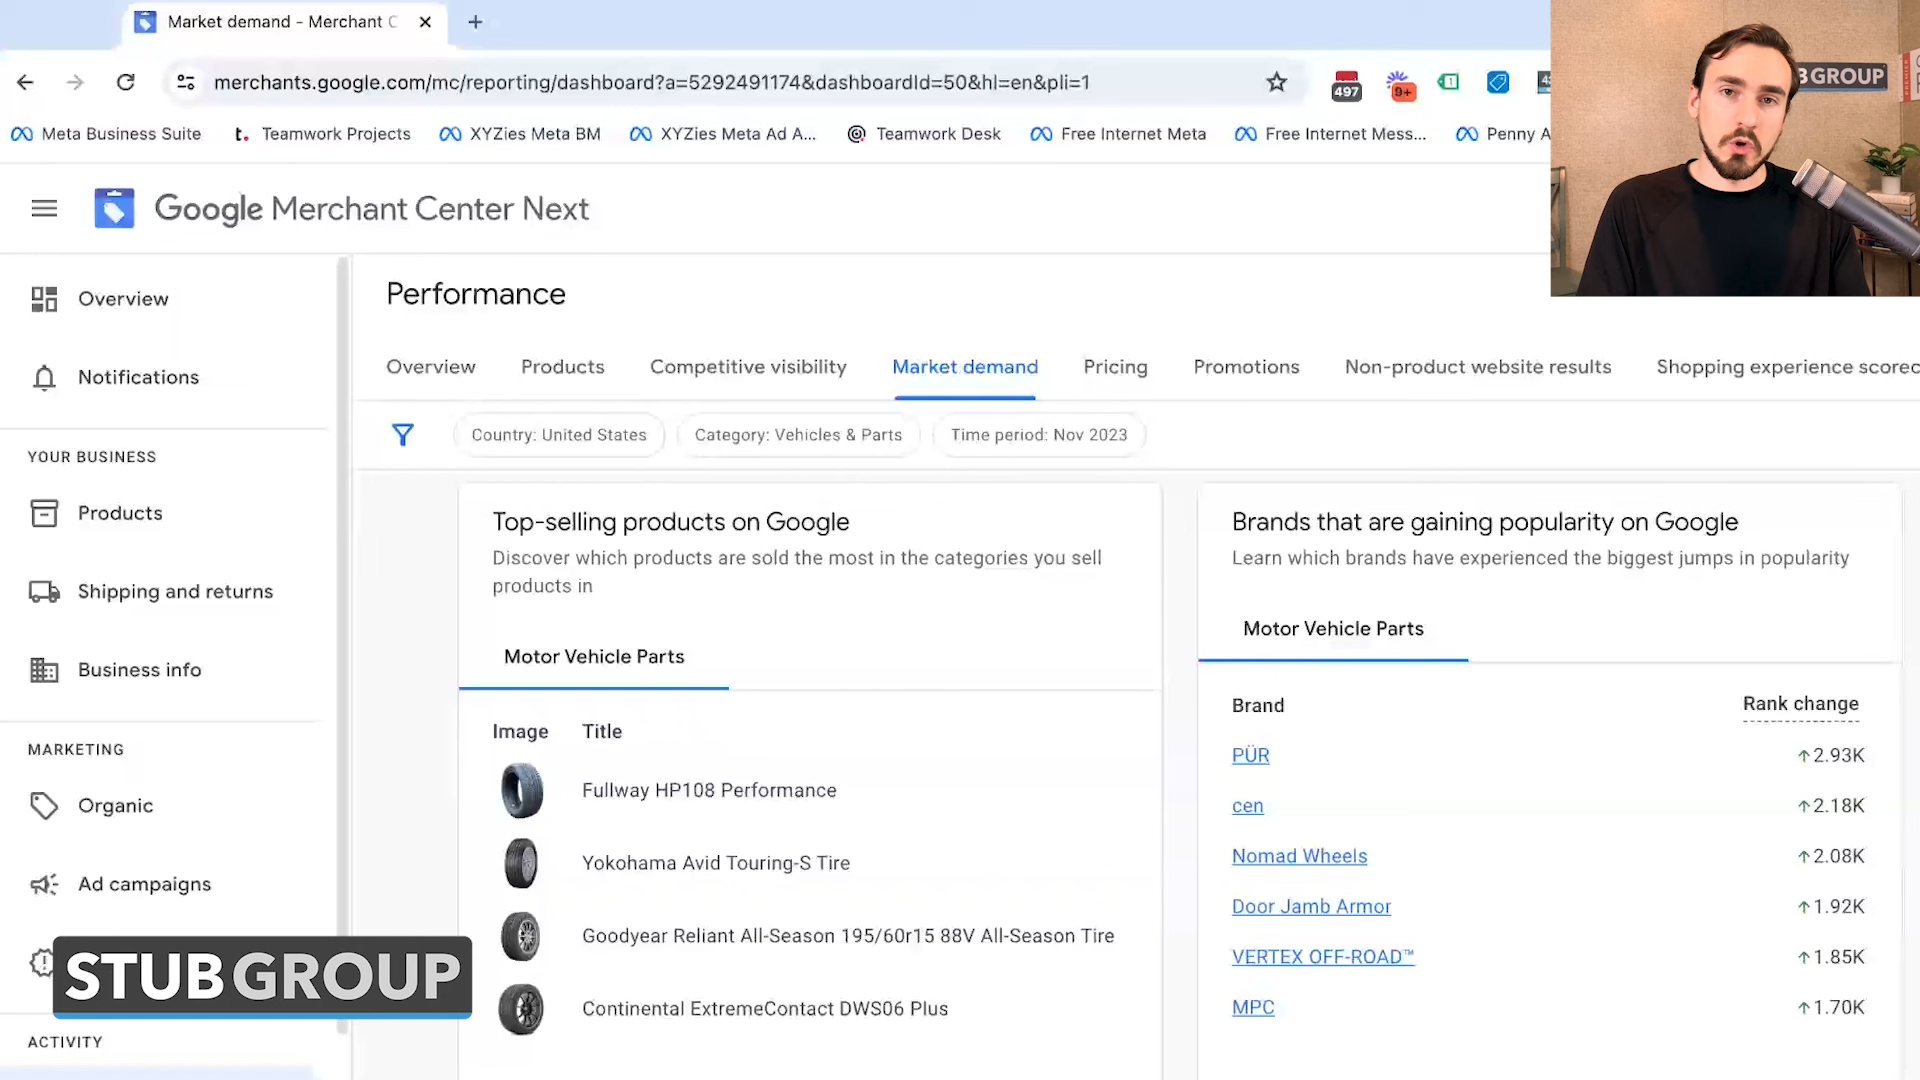 Market demand - Merchant C
merchants.google.com/mc/reporting/dashboard?a=5292491174&dashboardId=50&hl=en&pli=1
497
9+
1
Meta Business Suite
t. Teamwork Projects
XYZies Meta BM
XYZies Meta Ad A...
Teamwork Desk
Free Internet Meta
Free Internet Mess...
Penny A
B GROUP
Google Merchant Center Next
Overview
Notifications
YOUR BUSINESS
Products
Shipping and returns
Business info
MARKETING
Organic
Ad campaigns
STUBGROUP
ACTIVITY
Performance
Overview
Products
Competitive visibility
Market demand
Pricing
Promotions
Non-product website results
Shopping experience scorec
Country: United States
Category: Vehicles & Parts
Time period: Nov 2023
Top-selling products on Google
Discover which products are sold the most in the categories you sell
products in
Motor Vehicle Parts
Image Title
Fullway HP108 Performance
Yokohama Avid Touring-S Tire
Goodyear Reliant All-Season 195/60r15 88V All-Season Tire
Continental ExtremeContact DWS06 Plus
Brands that are gaining popularity on Google
Learn which brands have experienced the biggest jumps in popularity
Motor Vehicle Parts
Brand Rank change
PÜR ↑2.93K
cen ↑2.18K
Nomad Wheels ↑2.08K
Door Jamb Armor ↑1.92K
VERTEX OFF-ROAD™ ↑1.85K
MPC ↑1.70K